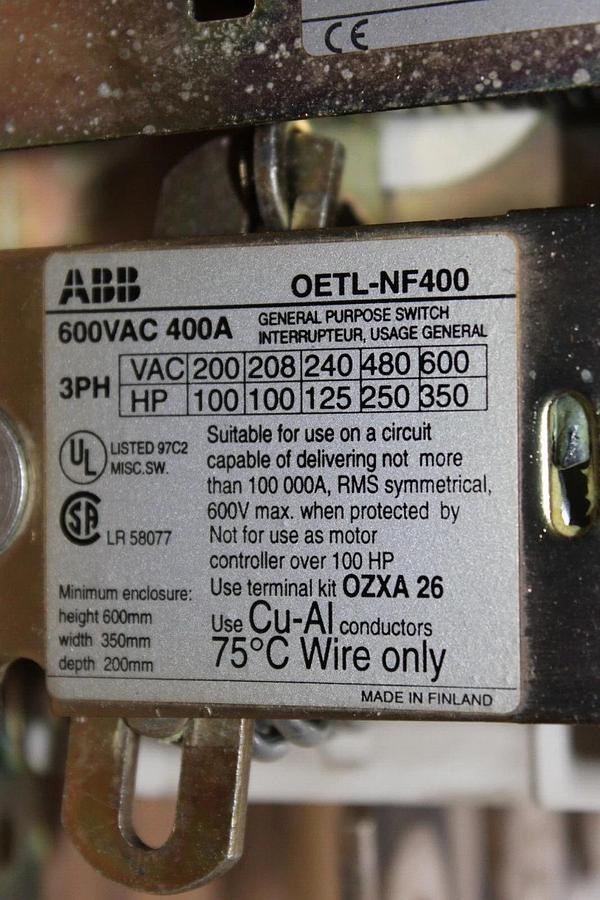 CE
ABB OETL-NF400
600VAC 400A GENERAL PURPOSE SWITCH
INTERRUPTEUR, USAGE GENERAL
3PH
VAC 200 208 240 480 600
HP 100 100 125 250 350
UL LISTED 97C2
MISC.SW.
SA LR 58077
Suitable for use on a circuit
capable of delivering not more
than 100 000A, RMS symmetrical,
600V max. when protected by
Not for use as motor
controller over 100 HP
Minimum enclosure:
height 600mm
width 350mm
depth 200mm
Use terminal kit OZXA 26
Use Cu-Al conductors
75°C Wire only
MADE IN FINLAND